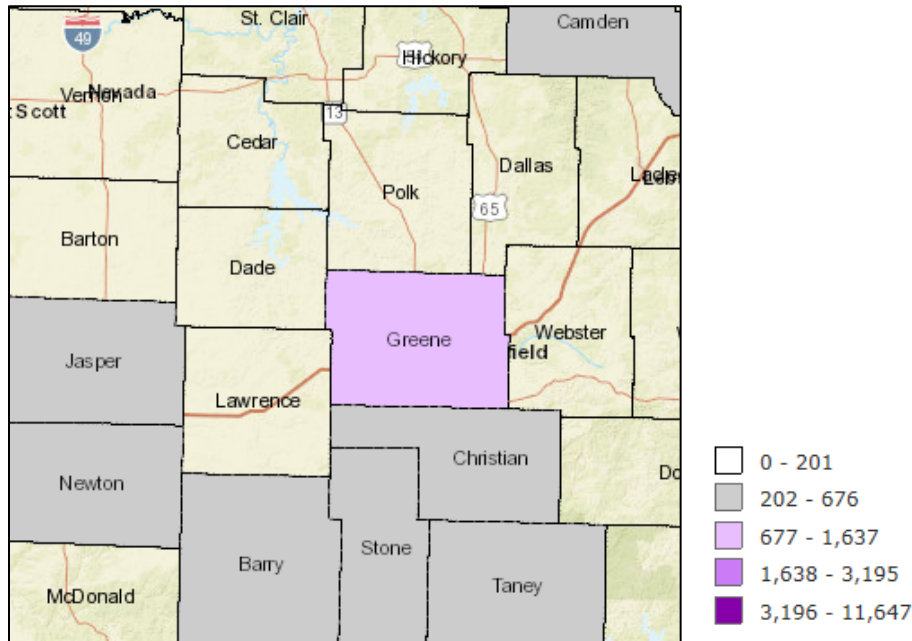 St. Clair
Camden
49
Hickory
Nevada
Vernon
: Scott
13
Cedar
Dallas
Polk
65
Barton
Dade
Greene
Webster
field
Jasper
Lawrence
Christian
Do
Newton
Stone
Barry
Taney
McDonald
0 - 201
202 - 676
677 - 1,637
1,638 - 3,195
3,196 - 11,647